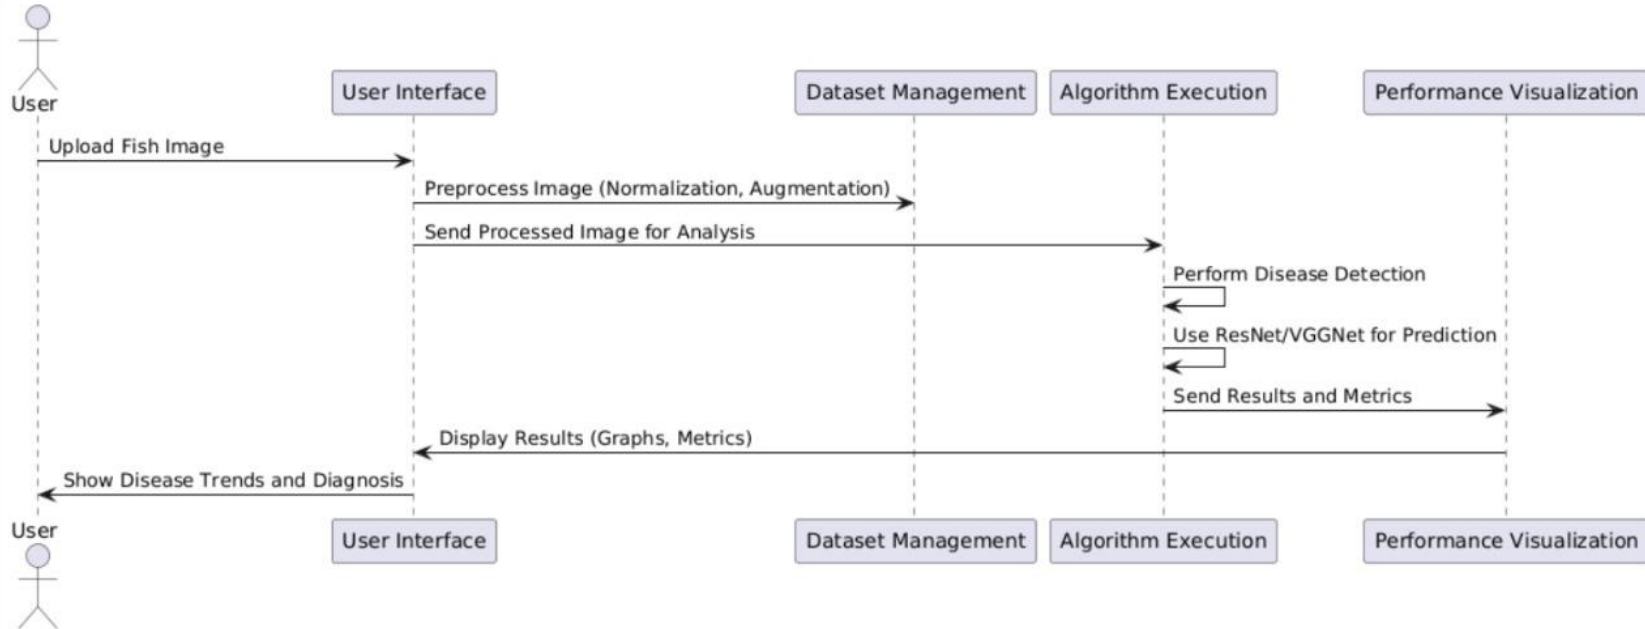 User
User Interface
Dataset Management
Algorithm Execution
Performance Visualization
Upload Fish Image
Preprocess Image (Normalization, Augmentation)
Send Processed Image for Analysis
Perform Disease Detection
Use ResNet/VGGNet for Prediction
Send Results and Metrics
Display Results (Graphs, Metrics)
Show Disease Trends and Diagnosis
User
User Interface
Dataset Management
Algorithm Execution
Performance Visualization